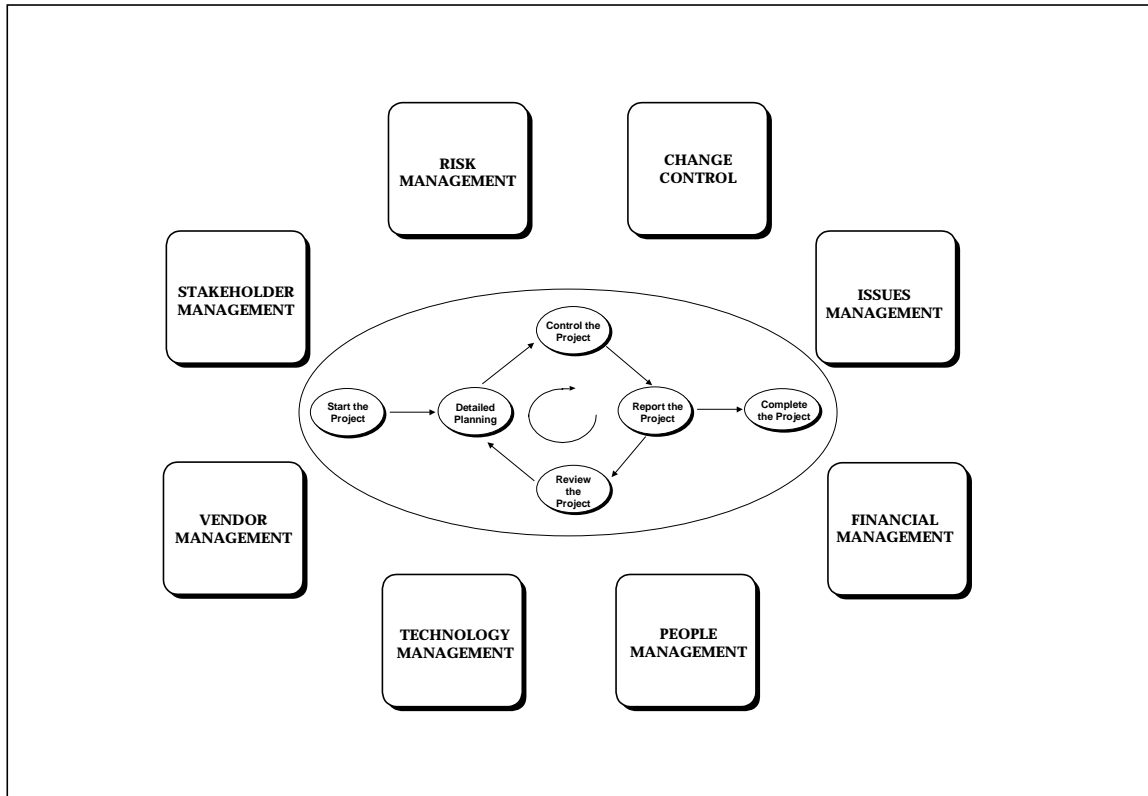 RISK
MANAGEMENT
CHANGE
CONTROL
STAKEHOLDER
MANAGEMENT
ISSUES
MANAGEMENT
Control the
Project
Start the
Project
Detailed
Planning
Report the
Project
Complete
the Project
Review
the
Project
VENDOR
MANAGEMENT
FINANCIAL
MANAGEMENT
TECHNOLOGY
MANAGEMENT
PEOPLE
MANAGEMENT